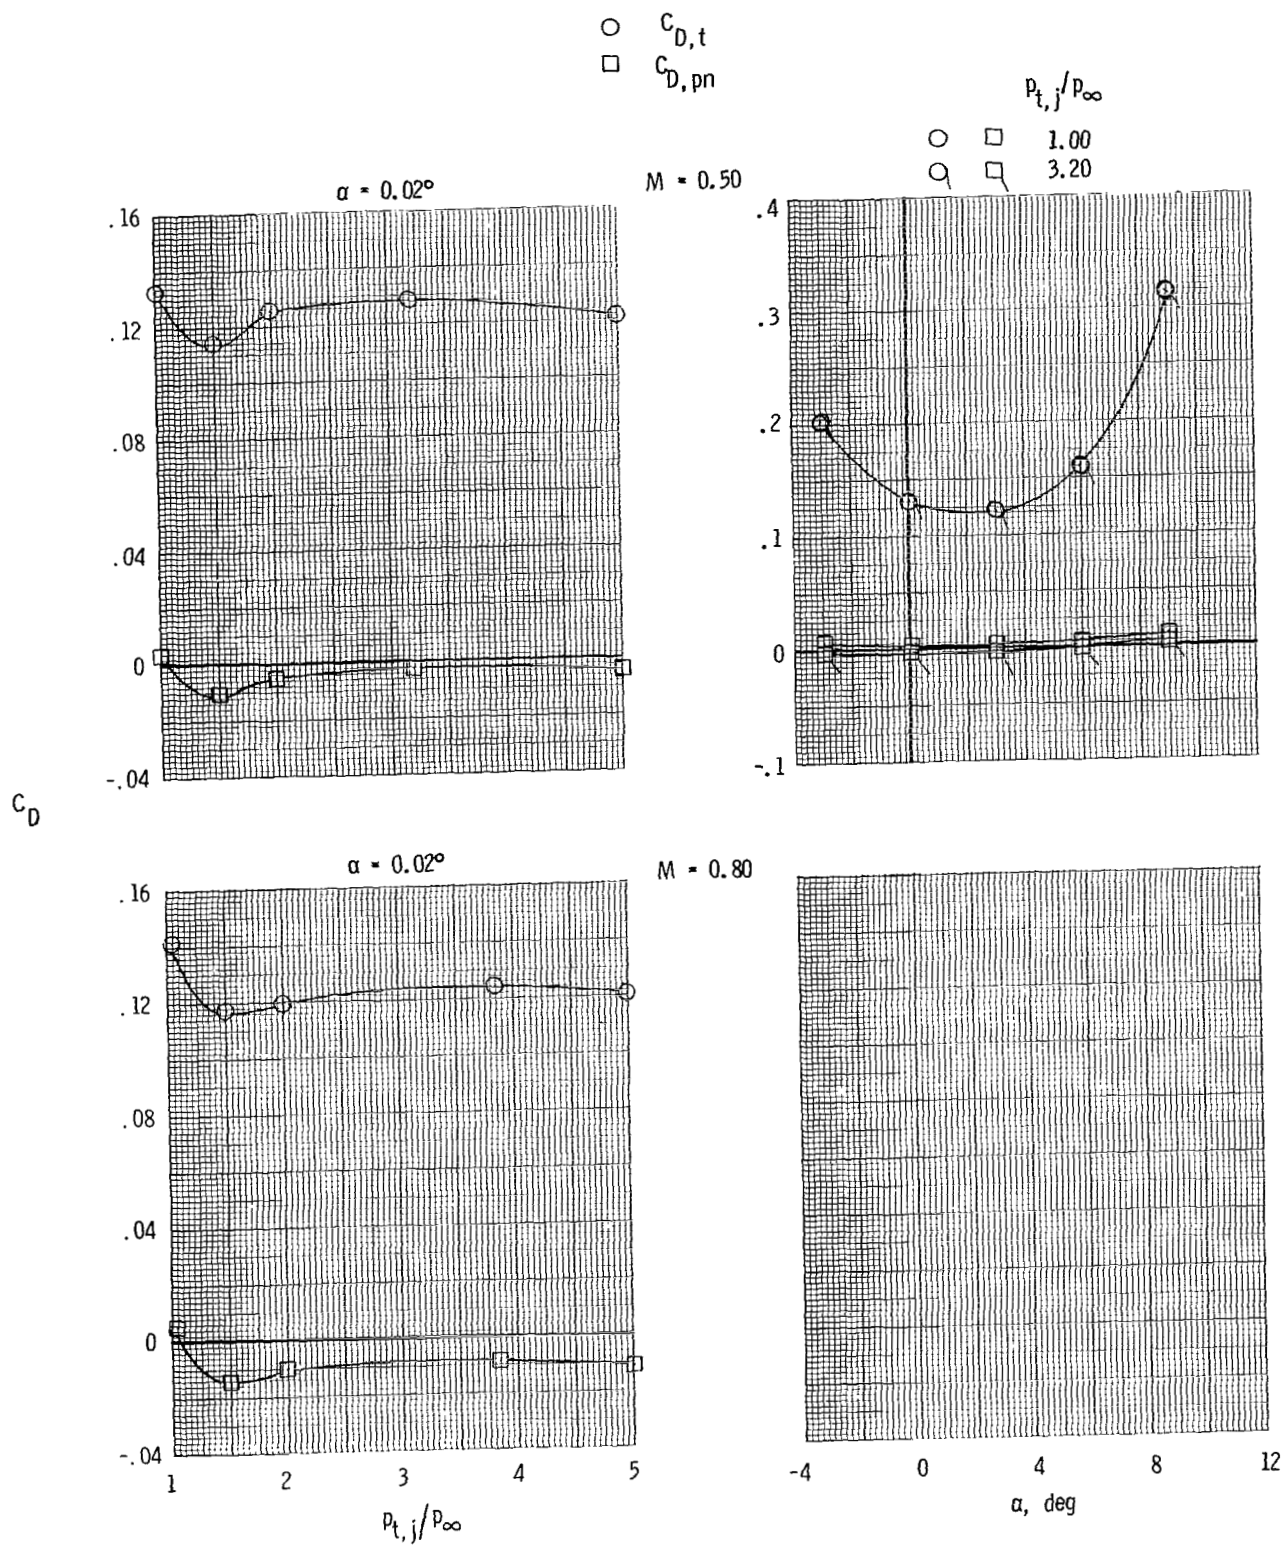 C_D,t
C_D,pn
p_t,j/p_∞
1.00
3.20
α = 0.02°
M = 0.50
.16
.12
.08
.04
0
-.04
.4
.3
.2
.1
0
-.1
C_D
α = 0.02°
M = 0.80
.16
.12
.08
.04
0
-.04
1 2 3 4 5
p_t,j/p_∞
-4 0 4 8 12
α, deg